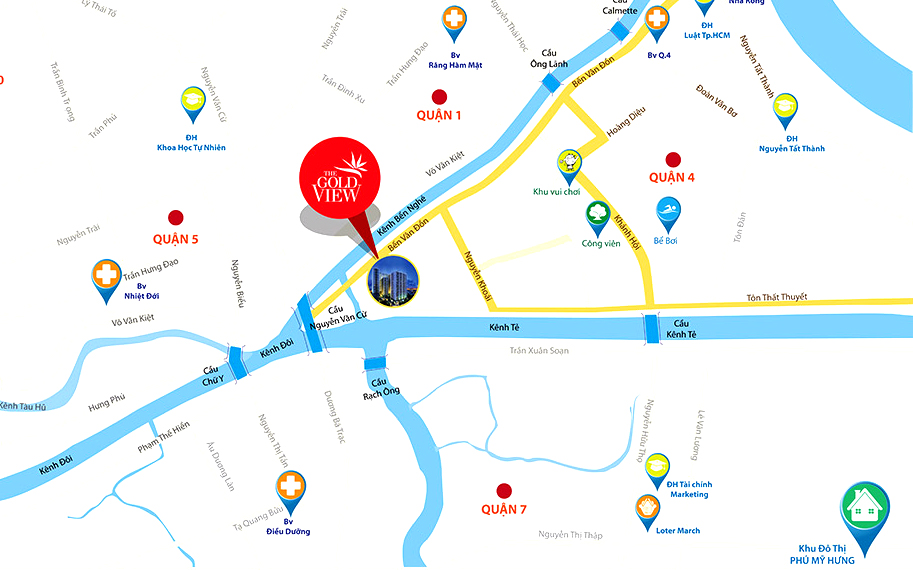 Lý Thái Tổ
Nguyễn Trãi
Nguyễn Thái Học
Cầu
Calmette
Nhà Rồng
ĐH
Luật Tp.HCM
Bv Q.4
Bv
Răng Hàm Mặt
Cầu
Ông Lãnh
Bến Vân Đồn
Nguyễn Tất Thành
Trần Bình Trọng
Trần Phú
Nguyễn Văn Cừ
Trần Hưng Đạo
Trần Đình Xu
QUẬN 1
Hoàng Diệu
Đoàn Văn Bơ
ĐH
Khoa Học Tự Nhiên
ĐH
Nguyễn Tất Thành
Võ Văn Kiệt
THE
GOLD
VIEW
Khu vui chơi
QUẬN 4
Kênh Bến Nghé
Bến Vân Đồn
Khánh Hội
Công viên
Bể Bơi
Tôn Đản
Nguyễn Trãi
QUẬN 5
Trần Hưng Đạo
Bv
Nhiệt Đới
Nguyễn Biểu
Nguyễn Khoái
Tôn Thất Thuyết
Võ Văn Kiệt
Cầu
Nguyễn Văn Cừ
Kênh Tẻ
Cầu
Kênh Tẻ
Kênh Đôi
Trần Xuân Soạn
Cầu
Chữ Y
Cầu
Rạch Ông
Kênh Tàu Hủ
Hưng Phú
Phạm Thế Hiển
Âu Dương Lân
Nguyễn Thị Tần
Dương Bá Trạc
Nguyễn Hữu Thọ
Lê Văn Lương
Kênh Đôi
Tạ Quang Bửu
Bv
Điều Dưỡng
QUẬN 7
ĐH Tài chính
Marketing
Loter March
Nguyễn Thị Thập
Khu Đô Thị
PHÚ MỸ HƯNG